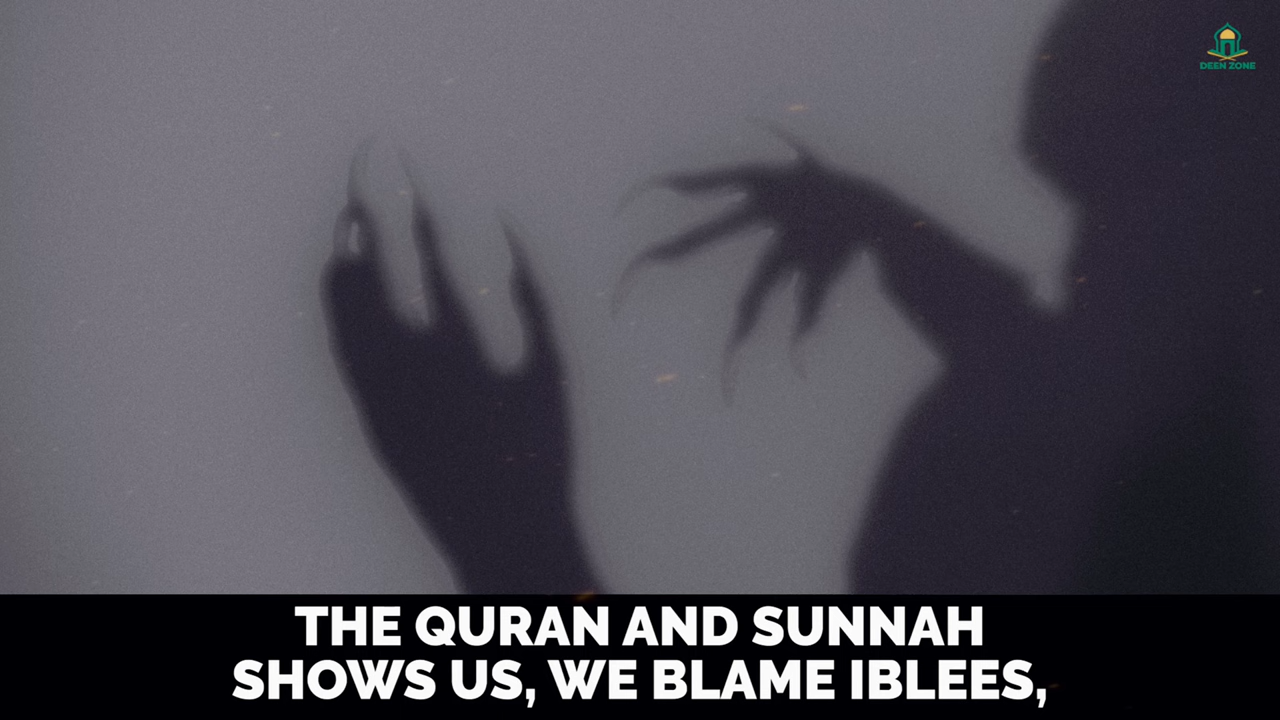 DEEN ZONE
THE QURAN AND SUNNAH
SHOWS US, WE BLAME IBLEES,